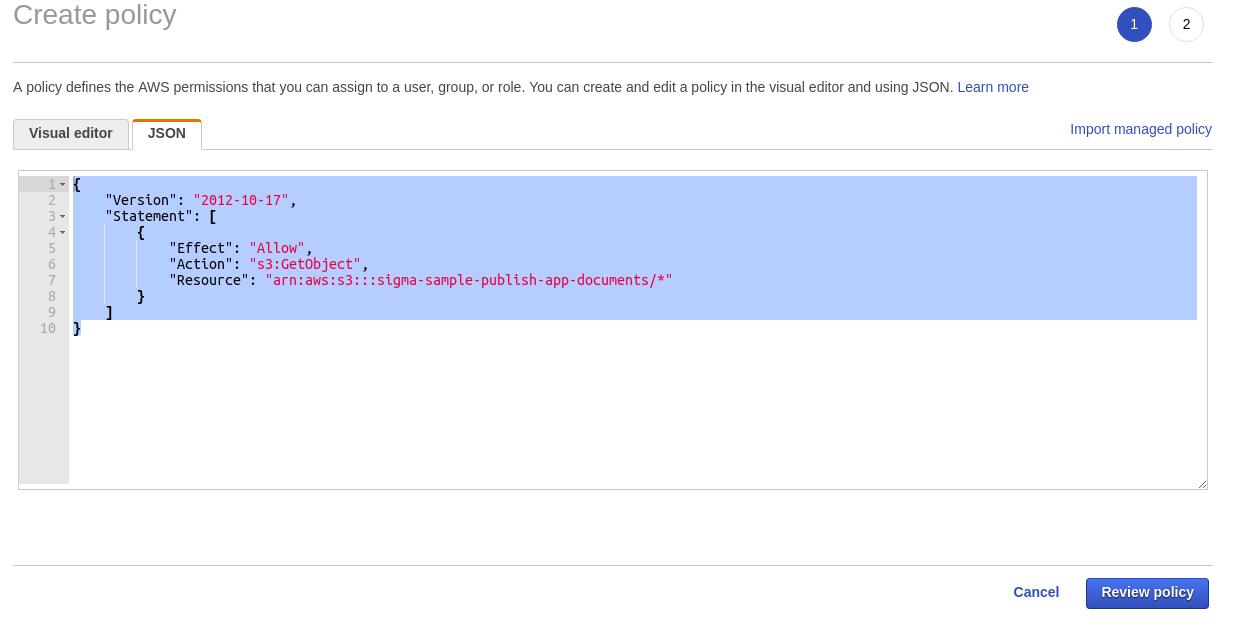 Create policy
1
2
A policy defines the AWS permissions that you can assign to a user, group, or role. You can create and edit a policy in the visual editor and using JSON. Learn more
Visual editor
JSON
Import managed policy
1 {
2     "Version": "2012-10-17",
3     "Statement": [
4         {
5             "Effect": "Allow",
6             "Action": "s3:GetObject",
7             "Resource": "arn:aws:s3:::sigma-sample-publish-app-documents/*"
8         }
9     ]
10 }
Cancel
Review policy